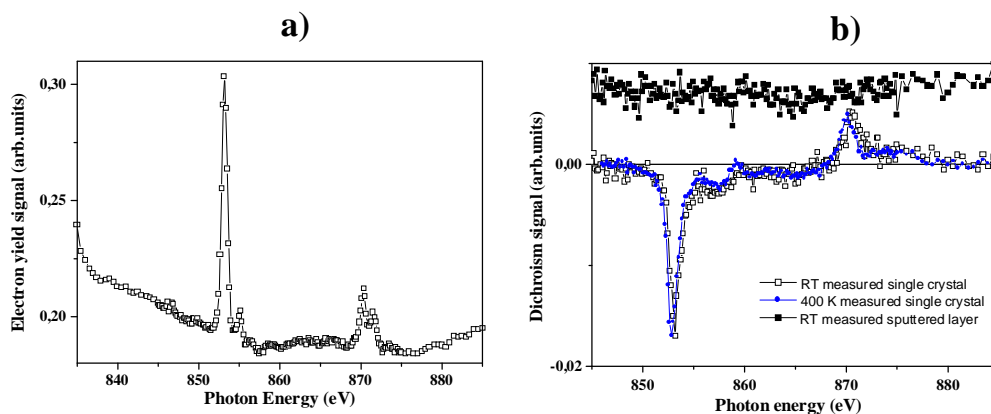 a)
Electron yield signal (arb.units)
0,30
0,25
0,20
840 850 860 870 880
Photon Energy (eV)
b)
Dichroism signal (arb.units)
0,00
-0,02
850 860 870 880
Photon energy (eV)
RT measured single crystal
400 K measured single crystal
RT measured sputtered layer